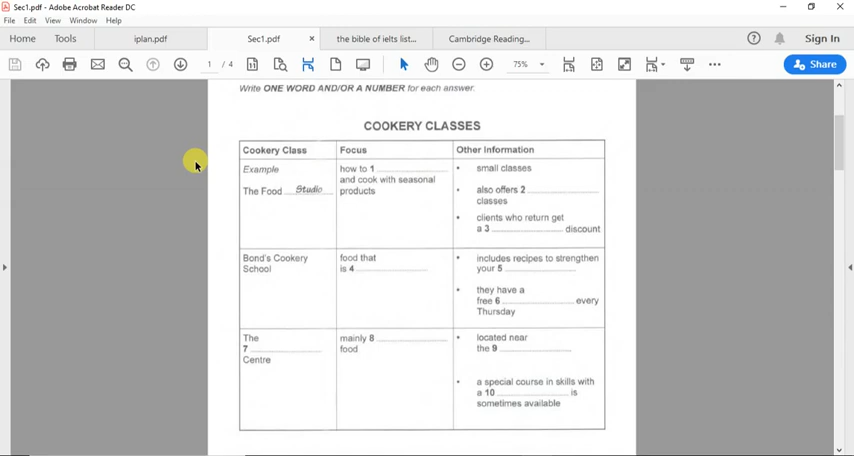 Sec1.pdf - Adobe Acrobat Reader DC
File Edit View Window Help
Home Tools iplan.pdf Sec1.pdf × the bible of ielts list... Cambridge Reading... Sign In
1 / 4 75% Share
Write ONE WORD AND/OR A NUMBER for each answer.
COOKERY CLASSES
Cookery Class Focus Other Information
Example
The Food Studio
how to 1
and cook with seasonal
products
• small classes
• also offers 2
classes
• clients who return get
a 3 discount
Bond's Cookery
School
food that
is 4
• includes recipes to strengthen
your 5
• they have a
free 6 every
Thursday
The
7
Centre
mainly 8
food
• located near
the 9
• a special course in skills with
a 10 is
sometimes available